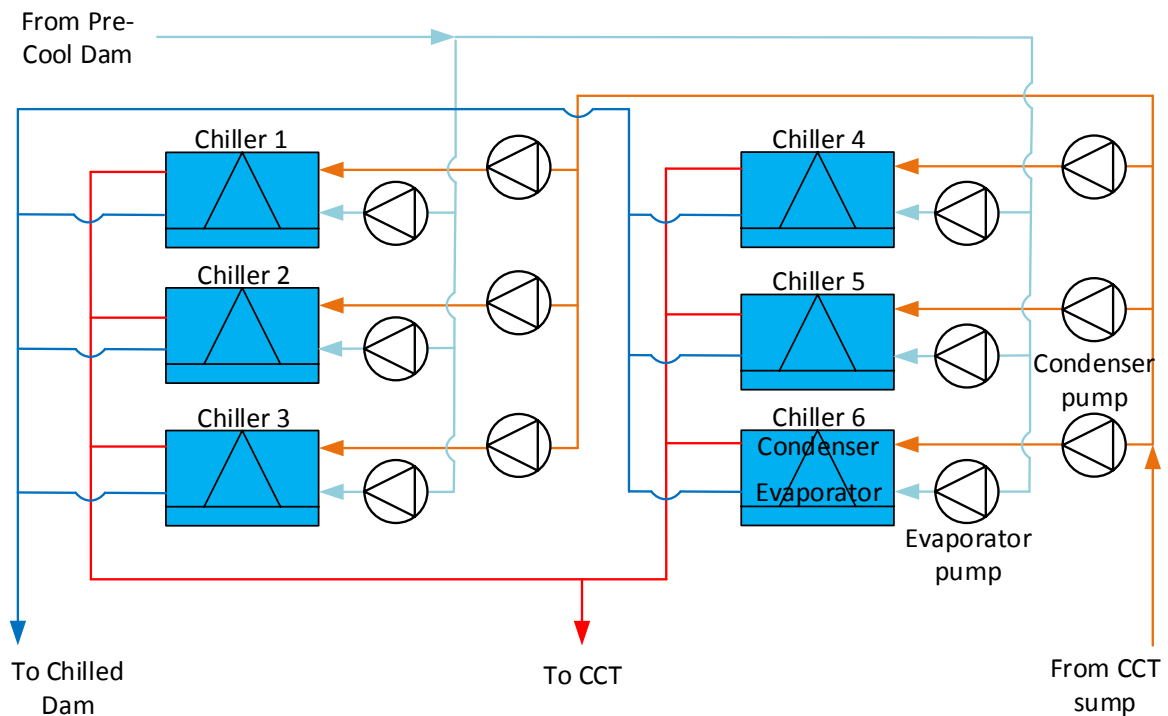 From Pre-
Cool Dam
Chiller 1
Chiller 4
Chiller 2
Chiller 5
Condenser
pump
Chiller 3
Chiller 6
Condenser
Evaporator
Evaporator
pump
To Chilled
Dam
To CCT
From CCT
sump